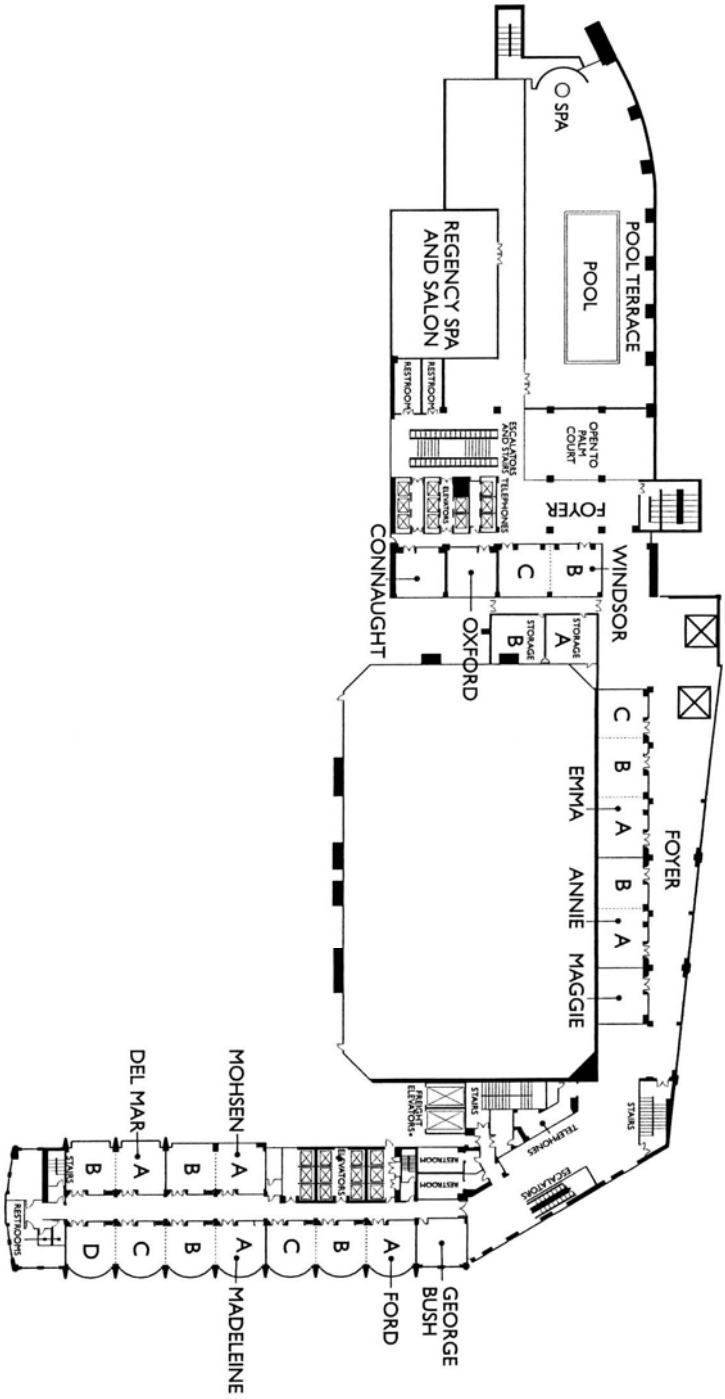 SPA
POOL TERRACE
POOL
REGENCY SPA
AND SALON
RESTROOM
RESTROOM
OPEN TO
PALM
COURT
ESCALATORS
AND STAIRS
TELEPHONES
ELEVATORS
FOYER
WINDSOR
B
C
OXFORD
CONNAUGHT
STORAGE
A
STORAGE
B
FOYER
C
B
A
B
A
EMMA
ANNIE
MAGGIE
STAIRS
FREIGHT
ELEVATORS
STAIRS
TELEPHONES
ESCALATORS
RESTROOM
RESTROOM
GEORGE
BUSH
ELEVATORS
A
B
C
FORD
MOHSEN
A
B
DEL MAR
A
B
A
B
C
D
MADELEINE
STAIRS
RESTROOMS